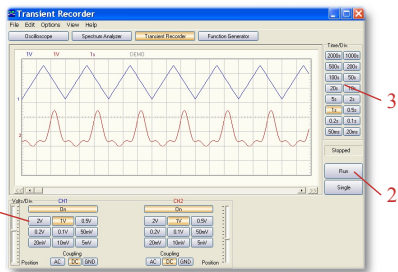 Transient Recorder
File Edit Options View Help
Oscilloscope Spectrum Analyzer Transient Recorder Function Generator
1V 1V 1s DEMO
Time/Div
2000s 1000s
500s 200s
100s 50s
20s 10s
5s 2s
1s 0.5s
0.2s 0.1s
50ms 20ms
3
1
2
Stopped
Run
Single
2
Volts/Div CH1 CH2
On On
2V 1V 0.5V 2V 1V 0.5V
0.2V 0.1V 50mV 0.2V 0.1V 50mV
20mV 10mV 5mV 20mV 10mV 5mV
Coupling Coupling
Position AC DC GND AC DC GND Position